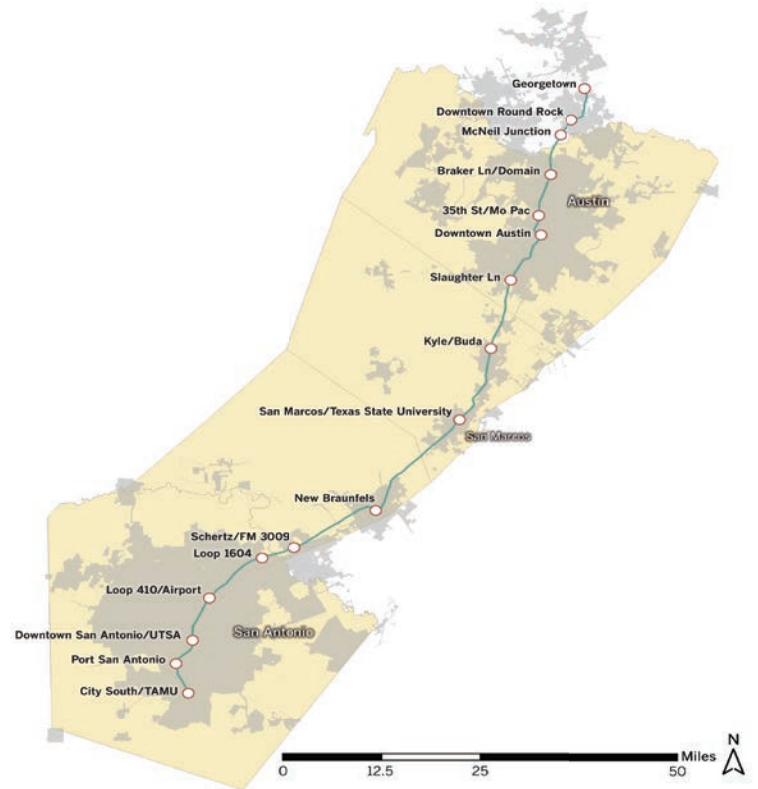 Georgetown
Downtown Round Rock
McNeil Junction
Braker Ln/Domain
Austin
35th St/Mo Pac
Downtown Austin
Slaughter Ln
Kyle/Buda
San Marcos/Texas State University
San Marcos
New Braunfels
Schertz/FM 3009
Loop 1604
Loop 410/Airport
San Antonio
Downtown San Antonio/UTSA
Port San Antonio
City South/TAMU
N
Miles
0 12.5 25 50